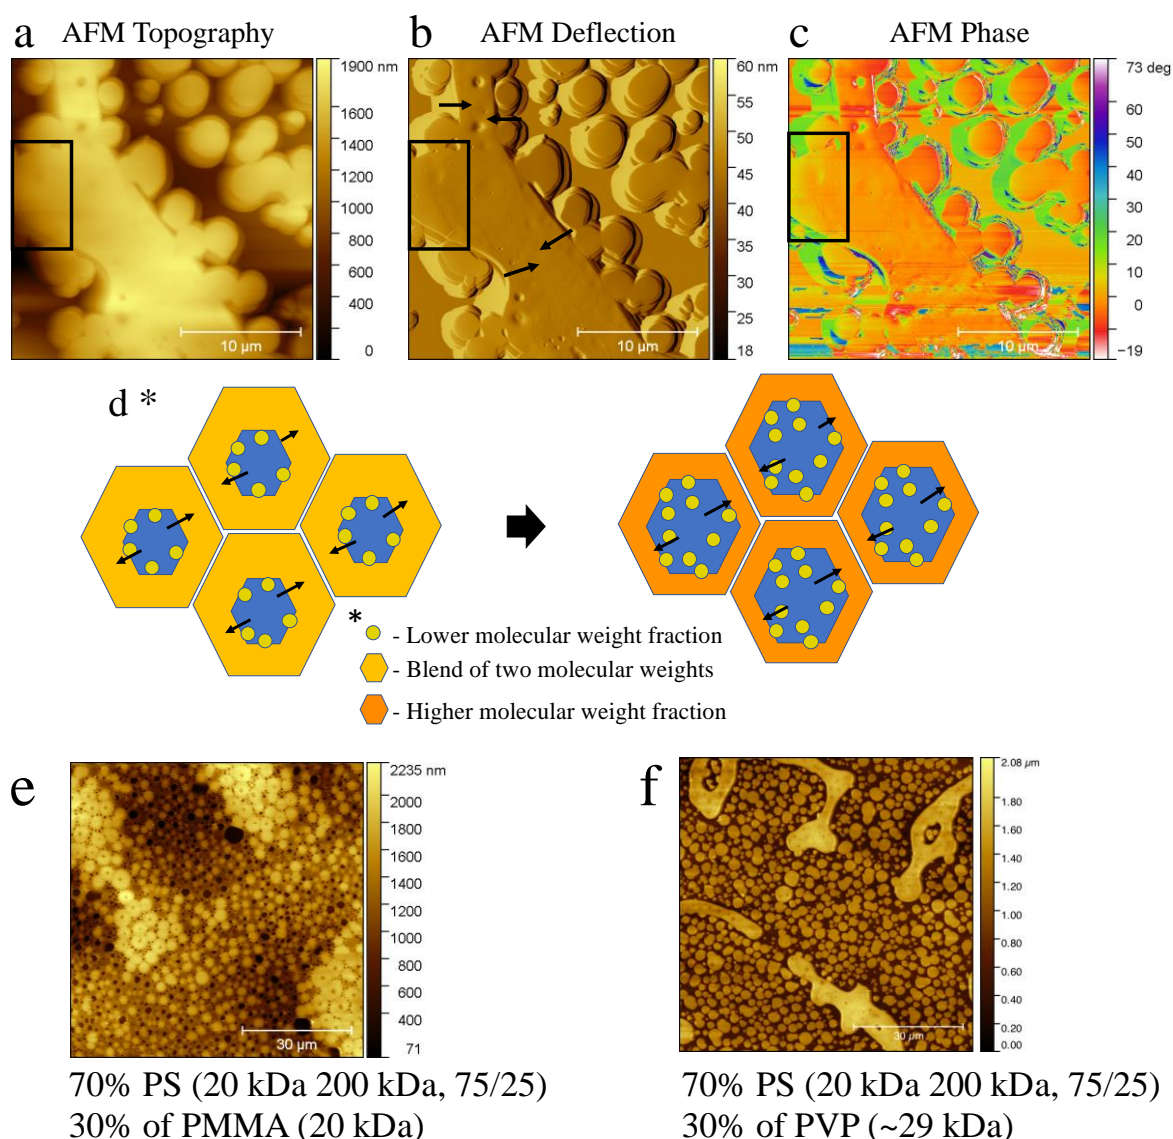 a AFM Topography
b AFM Deflection
c AFM Phase
1900 nm
1600
1400
1200
1000
800
600
400
0
10 µm
60 nm
55
50
45
40
35
30
25
18
10 µm
73 deg
60
50
40
30
20
10
0
−19
10 µm
d *
*
- Lower molecular weight fraction
- Blend of two molecular weights
- Higher molecular weight fraction
e
2235 nm
2000
1800
1600
1400
1200
1000
800
600
400
71
30 µm
70% PS (20 kDa 200 kDa, 75/25)
30% of PMMA (20 kDa)
f
2.08 µm
1.80
1.60
1.40
1.20
1.00
0.80
0.60
0.40
0.20
0.00
30 µm
70% PS (20 kDa 200 kDa, 75/25)
30% of PVP (~29 kDa)